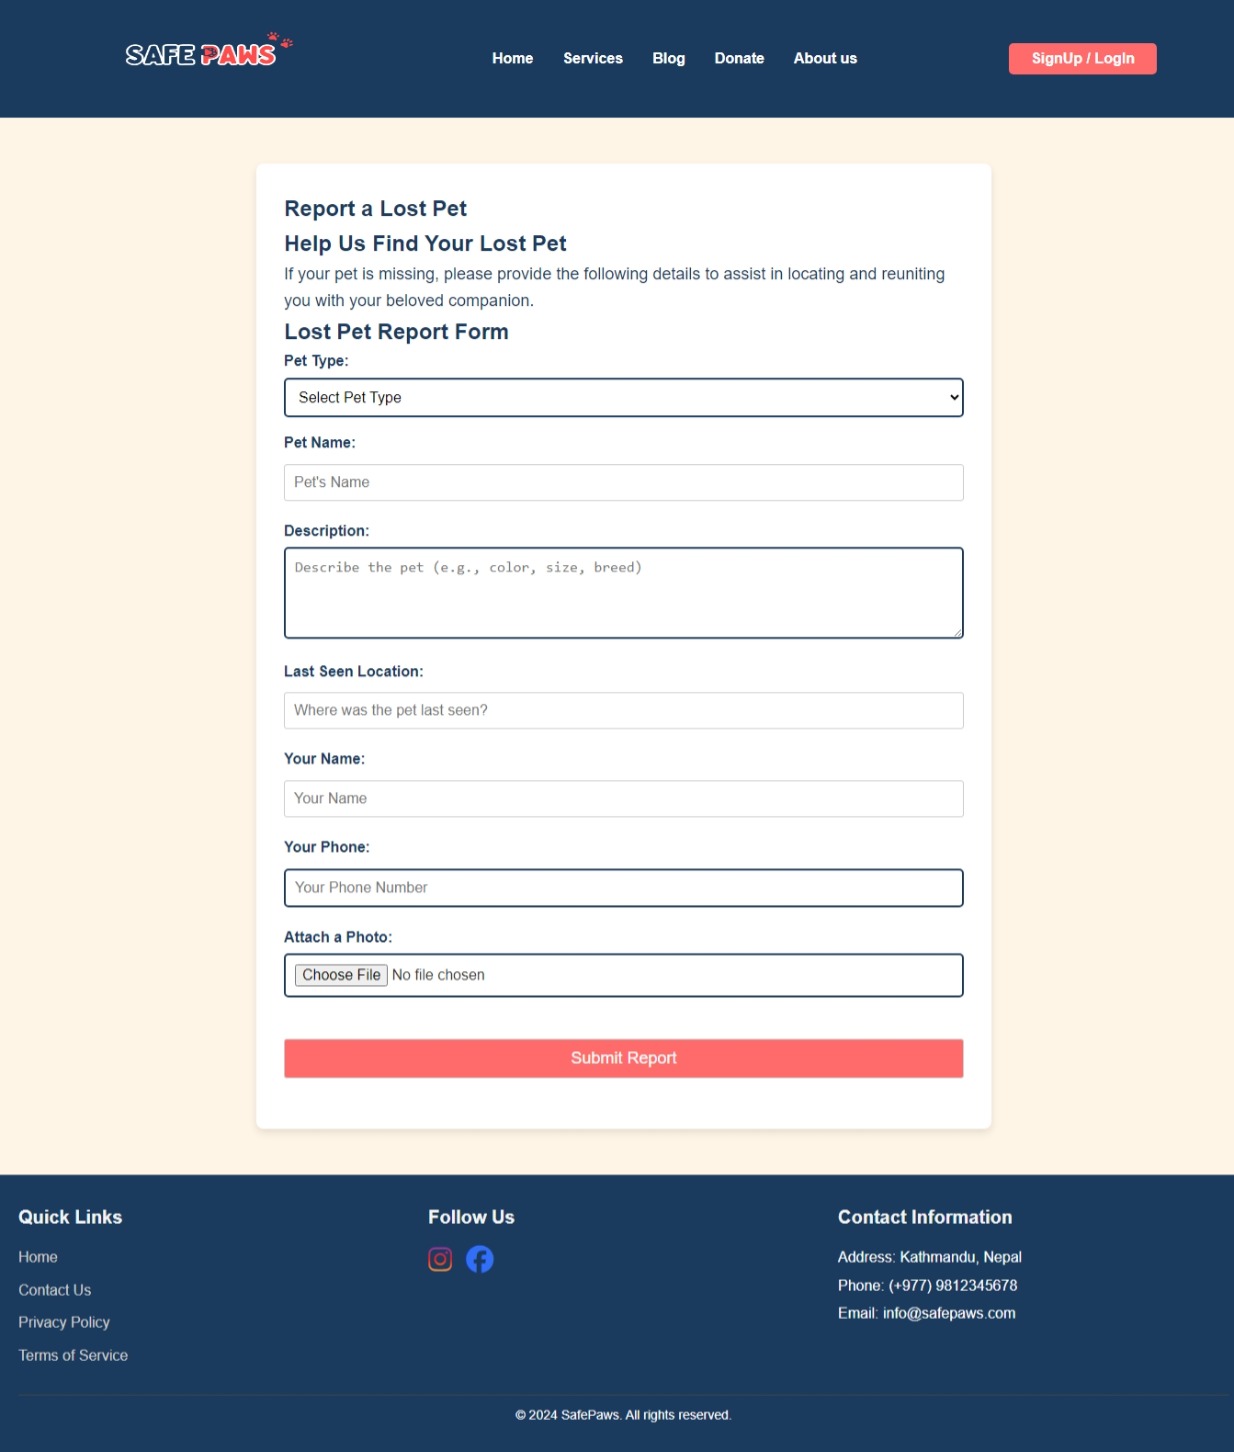 SAFE PAWS
Home
Services
Blog
Donate
About us
SignUp / LogIn
Report a Lost Pet
Help Us Find Your Lost Pet
If your pet is missing, please provide the following details to assist in locating and reuniting
you with your beloved companion.
Lost Pet Report Form
Pet Type:
Select Pet Type
Pet Name:
Pet's Name
Description:
Describe the pet (e.g., color, size, breed)
Last Seen Location:
Where was the pet last seen?
Your Name:
Your Name
Your Phone:
Your Phone Number
Attach a Photo:
Choose File No file chosen
Submit Report
Quick Links
Home
Contact Us
Privacy Policy
Terms of Service
Follow Us
Contact Information
Address: Kathmandu, Nepal
Phone: (+977) 9812345678
Email: info@safepaws.com
© 2024 SafePaws. All rights reserved.